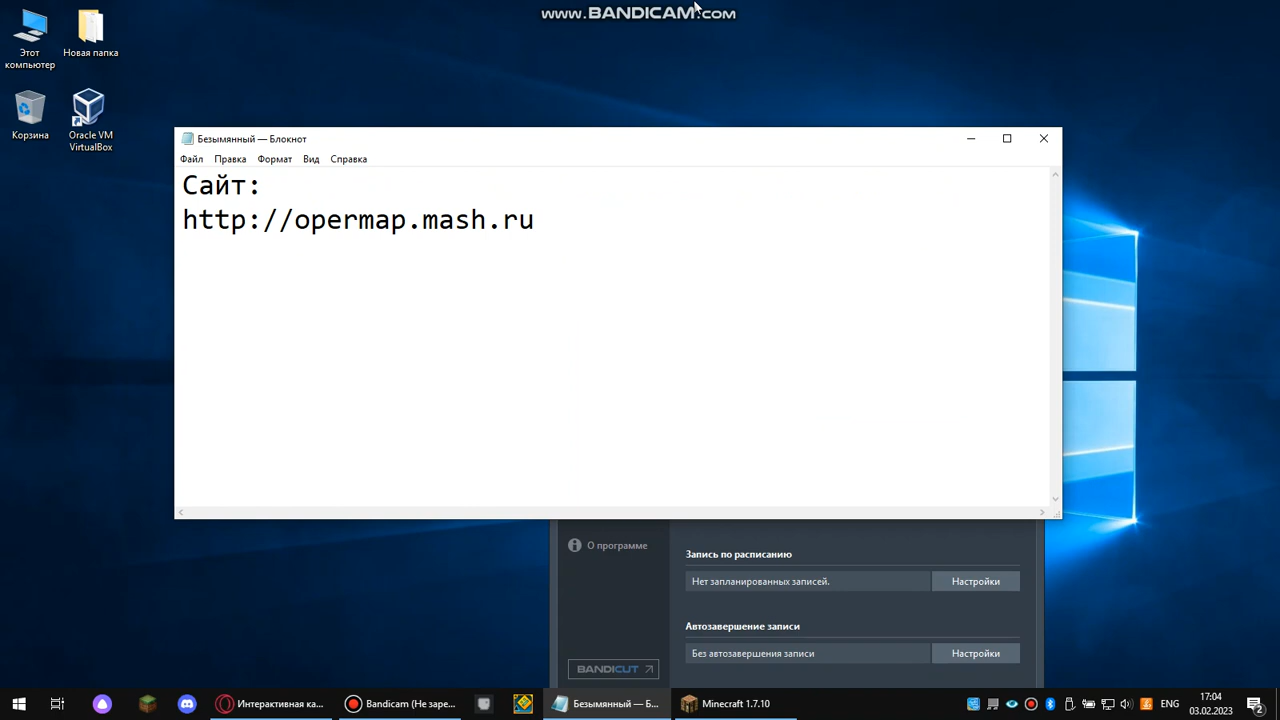 www.BANDICAM.com
Этот
компьютер
Новая папка
Корзина
Oracle VM
VirtualBox
Безымянный — Блокнот
Файл Правка Формат Вид Справка
Сайт:
http://opermap.mash.ru
О программе
Запись по расписанию
Нет запланированных записей.
Настройки
Автозавершение записи
Без автозавершения записи
Настройки
BANDICUT
Интерактивная ка...
Bandicam (Не заре...
Безымянный — Б...
Minecraft 1.7.10
ENG
17:04
03.02.2023
2